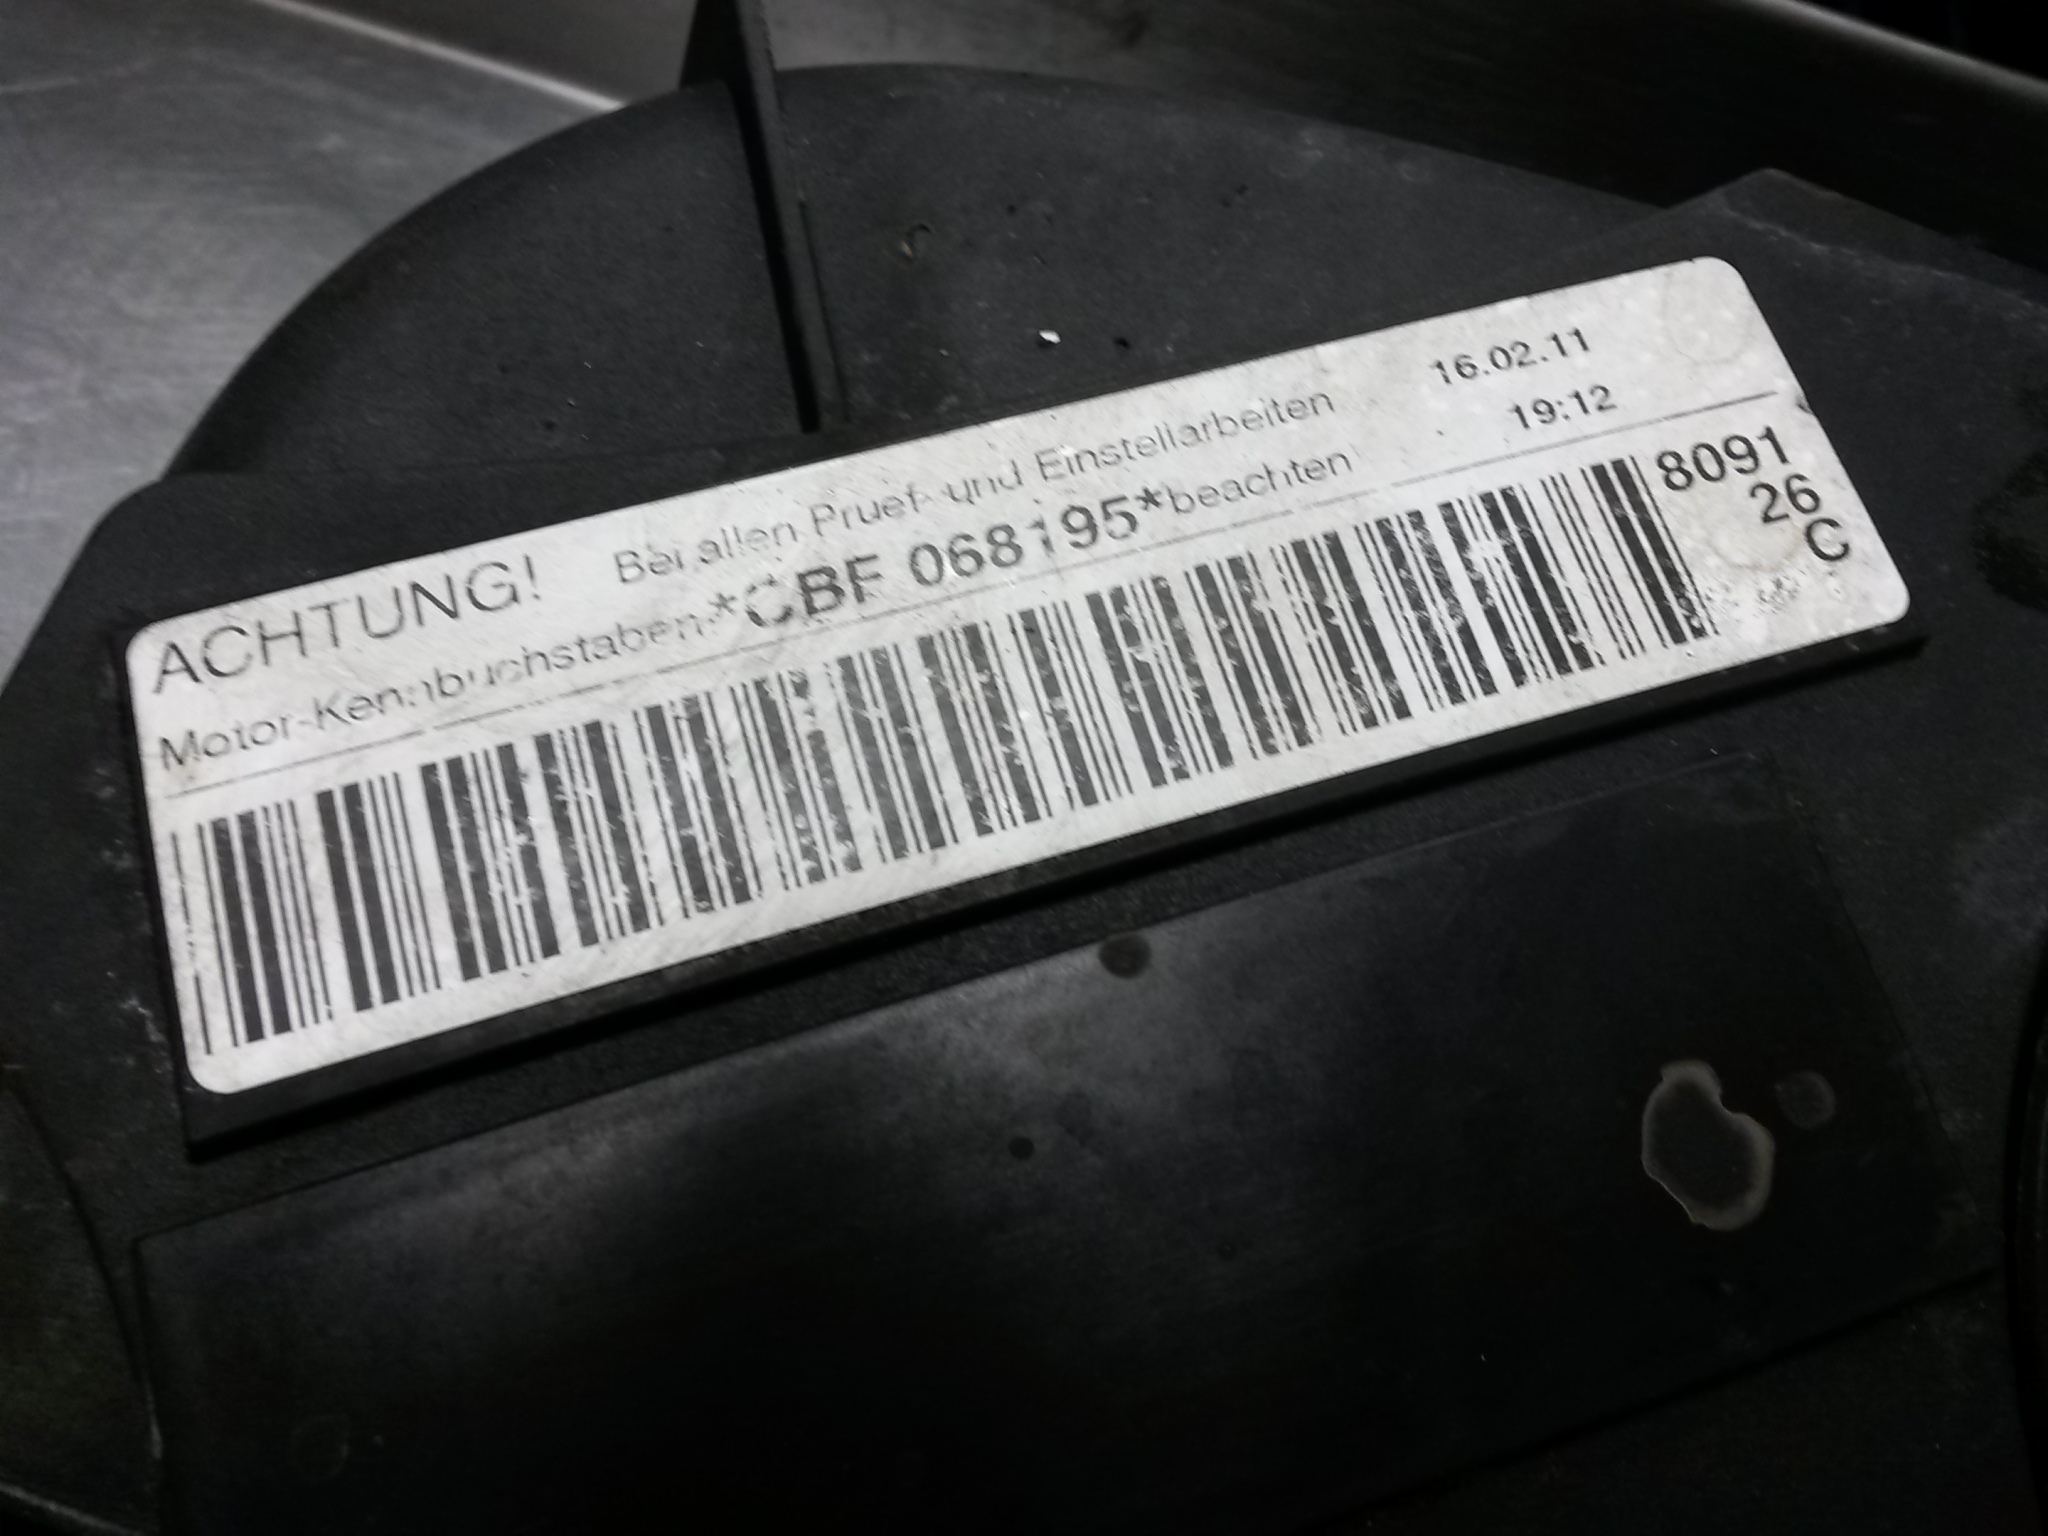 ACHTUNG! Bei allen Pruef- und Einstellarbeiten 16.02.11
Motor-Kennbuchstaben *CBF 068195* beachten 19:12
8091
26
C